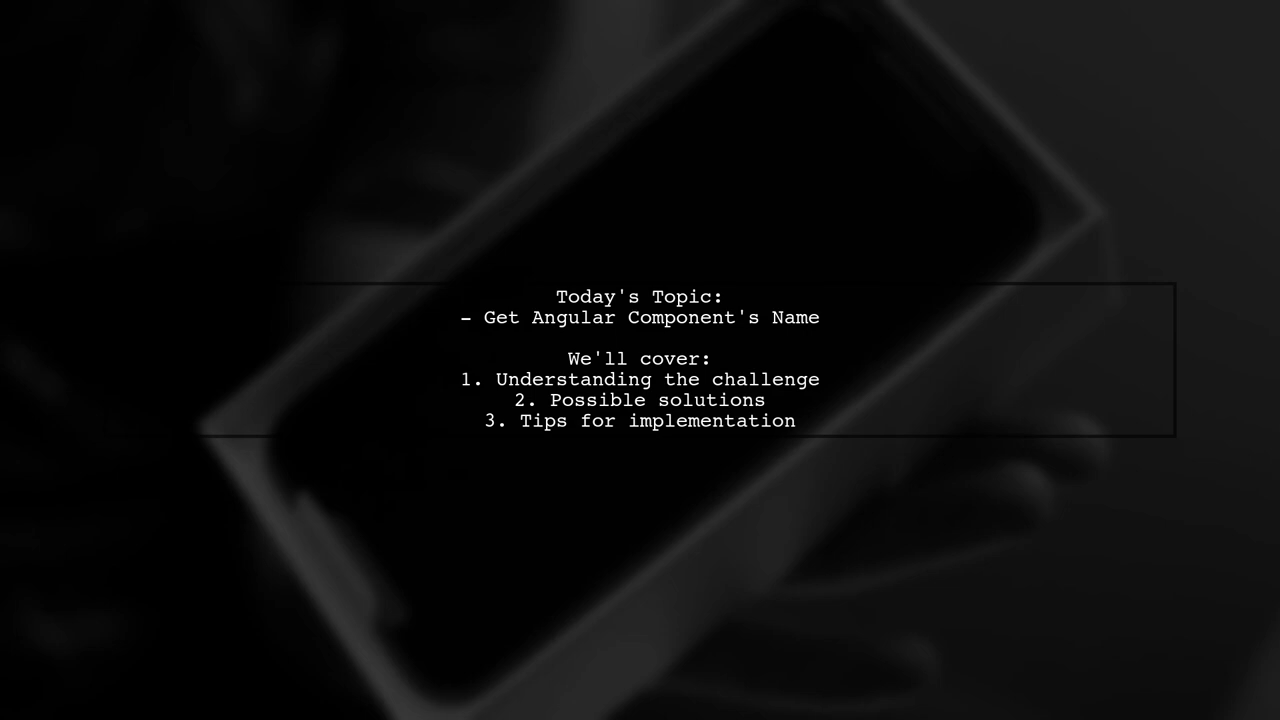 Today's Topic:
– Get Angular Component's Name
We'll cover:
1. Understanding the challenge
2. Possible solutions
3. Tips for implementation